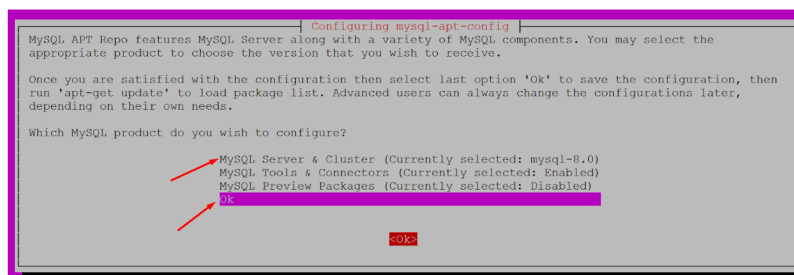 Configuring mysql-apt-config
MySQL APT Repo features MySQL Server along with a variety of MySQL components. You may select the
appropriate product to choose the version that you wish to receive.
Once you are satisfied with the configuration then select last option 'Ok' to save the configuration, then
run 'apt-get update' to load package list. Advanced users can always change the configurations later,
depending on their own needs.
Which MySQL product do you wish to configure?
MySQL Server & Cluster (Currently selected: mysql-8.0)
MySQL Tools & Connectors (Currently selected: Enabled)
MySQL Preview Packages (Currently selected: Disabled)
Ok
<Ok>